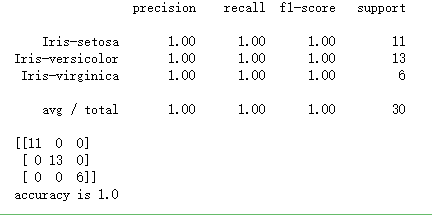 precision recall f1-score support
Iris-setosa 1.00 1.00 1.00 11
Iris-versicolor 1.00 1.00 1.00 13
Iris-virginica 1.00 1.00 1.00 6
avg / total 1.00 1.00 1.00 30
[[11 0 0]
[ 0 13 0]
[ 0 0 6]]
accuracy is 1.0